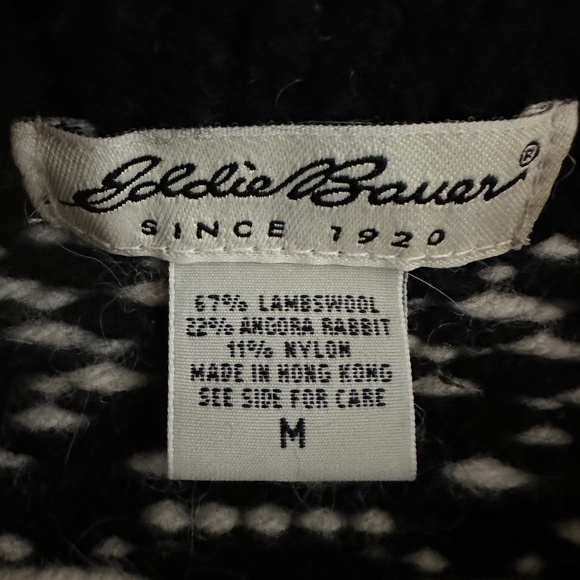 Eddie Bauer®
SINCE 1920
67% LAMBSWOOL
22% ANGORA RABBIT
11% NYLON
MADE IN HONG KONG
SEE SIDE FOR CARE
M